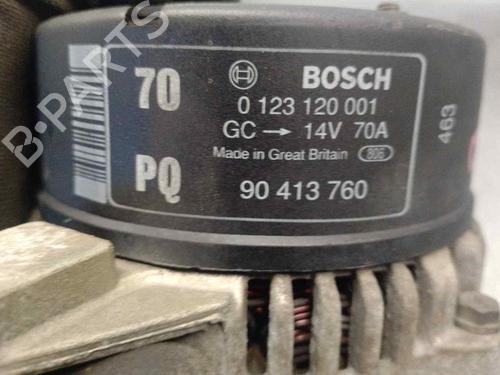 70
PQ
BOSCH
0 123 120 001
GC → 14V 70A
Made in Great Britain 806
90 413 760
463
B-PARTS